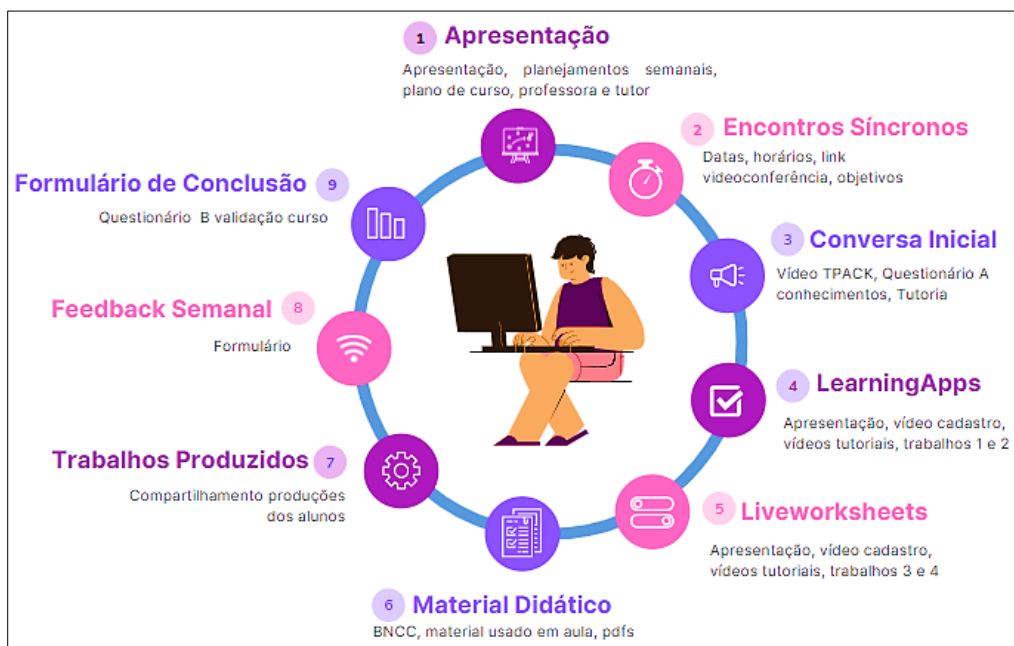 1 Apresentação
Apresentação, planejamentos semanais,
plano de curso, professora e tutor
2 Encontros Síncronos
Datas, horários, link
videoconferência, objetivos
3 Conversa Inicial
Vídeo TPACK, Questionário A
conhecimentos, Tutoria
4 LearningApps
Apresentação, vídeo cadastro,
vídeos tutoriais, trabalhos 1 e 2
5 Liveworksheets
Apresentação, vídeo cadastro,
vídeos tutoriais, trabalhos 3 e 4
6 Material Didático
BNCC, material usado em aula, pdfs
Trabalhos Produzidos 7
Compartilhamento produções
dos alunos
Feedback Semanal 8
Formulário
Formulário de Conclusão 9
Questionário B validação curso